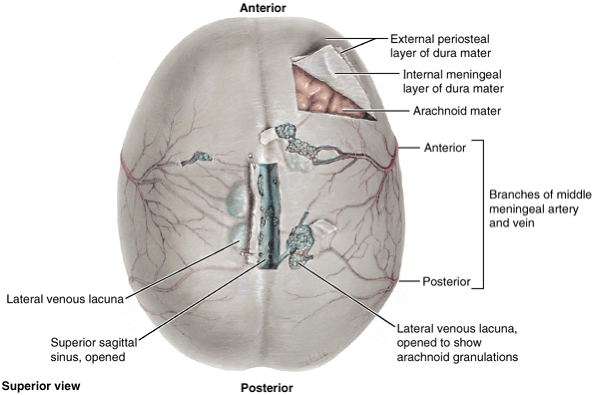 Anterior
External periosteal
layer of dura mater
Internal meningeal
layer of dura mater
Arachnoid mater
Anterior
Branches of middle
meningeal artery
and vein
Posterior
Lateral venous lacuna
Superior sagittal
sinus, opened
Lateral venous lacuna,
opened to show
arachnoid granulations
Superior view
Posterior